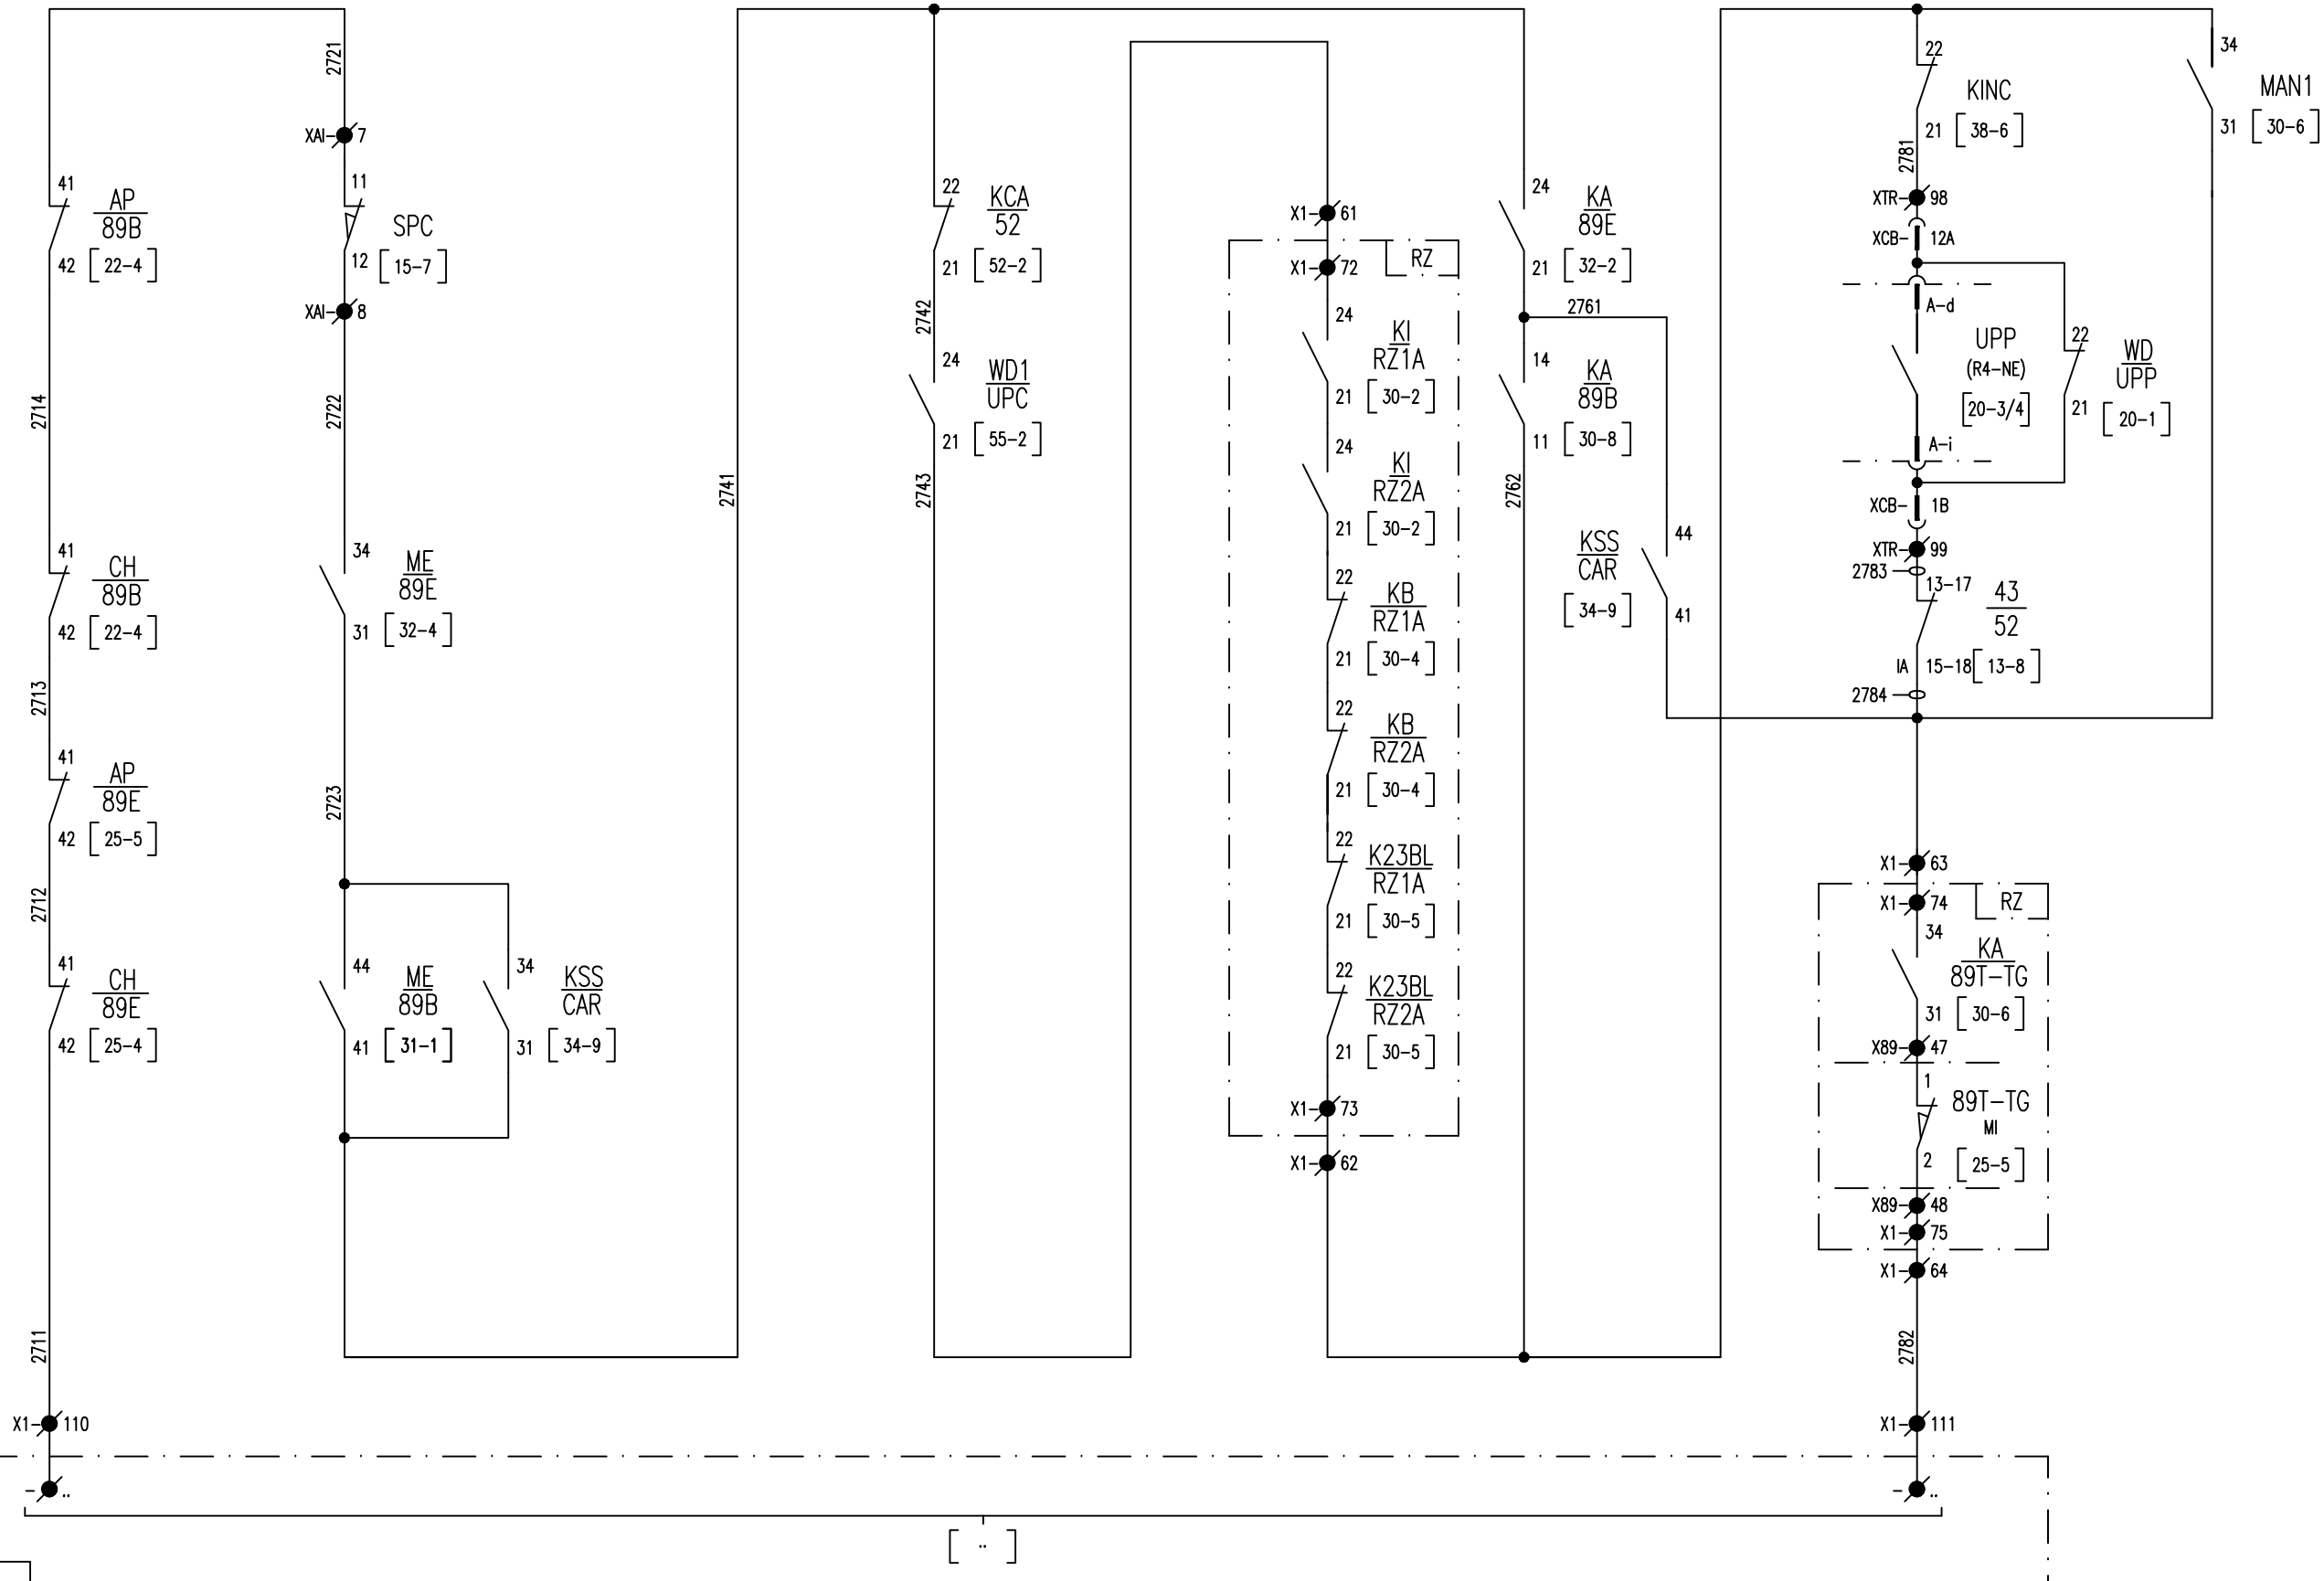 2721
XAI- 7
11
SPC
12 [15-7]
XAI- 8
41 AP
89B
42 [22-4]
2714
2722
41 CH
89B
42 [22-4]
34 ME
89E
31 [32-4]
2713
41 AP
89E
42 [25-5]
2723
2712
41 CH
89E
42 [25-4]
44 ME
89B
41 [31-1]
34 KSS
CAR
31 [34-9]
2711
X1- 110
- ..
2741
22 KCA
52
21 [52-2]
2742
24 WD1
UPC
21 [55-2]
2743
X1- 61
X1- 72
RZ
24 KI
RZ1A
21 [30-2]
24 KI
RZ2A
21 [30-2]
22 KB
RZ1A
21 [30-4]
22 KB
RZ2A
21 [30-4]
22 K23BL
RZ1A
21 [30-5]
22 K23BL
RZ2A
21 [30-5]
X1- 73
X1- 62
24 KA
89E
21 [32-2]
2761
14 KA
89B
11 [30-8]
2762
44 KSS
CAR
41 [34-9]
22
KINC
21 [38-6]
2781
34
MAN1
31 [30-6]
XTR- 98
XCB- 12A
A-d
UPP
(R4-NE)
[20-3/4]
A-i
22 WD
UPP
21 [20-1]
XCB- 1B
XTR- 99
2783
13-17
43
52
IA 15-18 [13-8]
2784
X1- 63
X1- 74
RZ
34 KA
89T-TG
31 [30-6]
X89- 47
1
89T-TG
MI
2 [25-5]
X89- 48
X1- 75
X1- 64
2782
X1- 111
- ..
[ .. ]